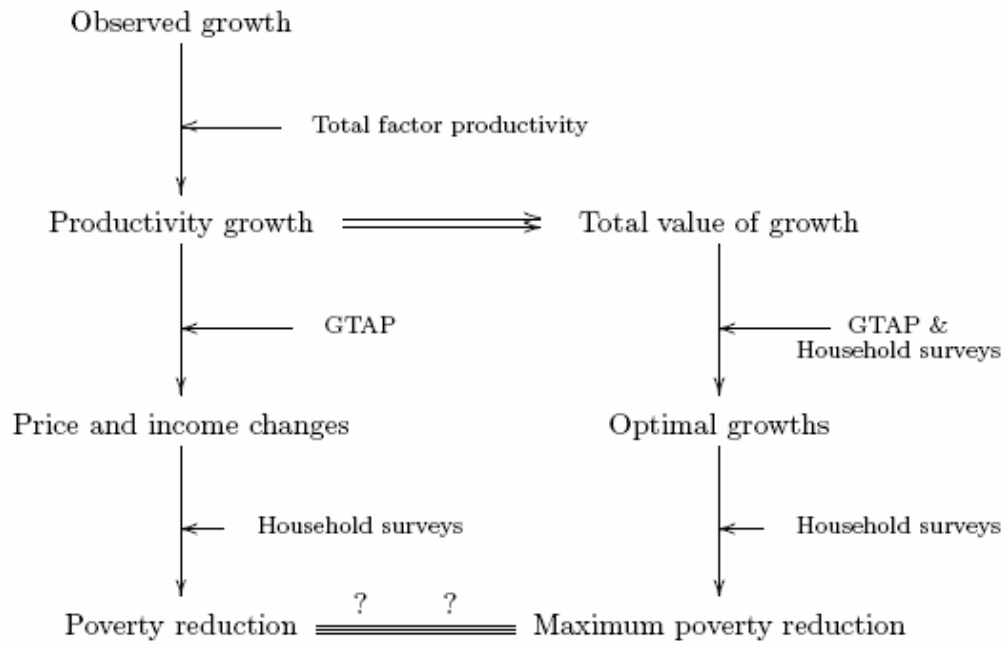 Observed growth
Total factor productivity
Productivity growth
Total value of growth
GTAP
GTAP &
Household surveys
Price and income changes
Optimal growths
Household surveys
Household surveys
? ?
Poverty reduction
Maximum poverty reduction